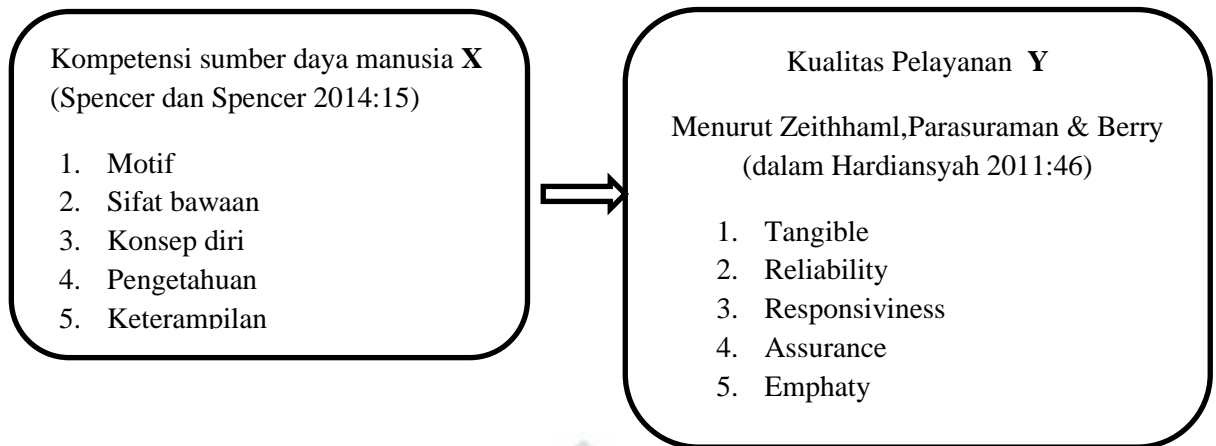 Kompetensi sumber daya manusia X
(Spencer dan Spencer 2014:15)
1. Motif
2. Sifat bawaan
3. Konsep diri
4. Pengetahuan
5. Keterampilan
Kualitas Pelayanan Y
Menurut Zeithhaml,Parasuraman & Berry
(dalam Hardiansyah 2011:46)
1. Tangible
2. Reliability
3. Responsiviness
4. Assurance
5. Emphaty